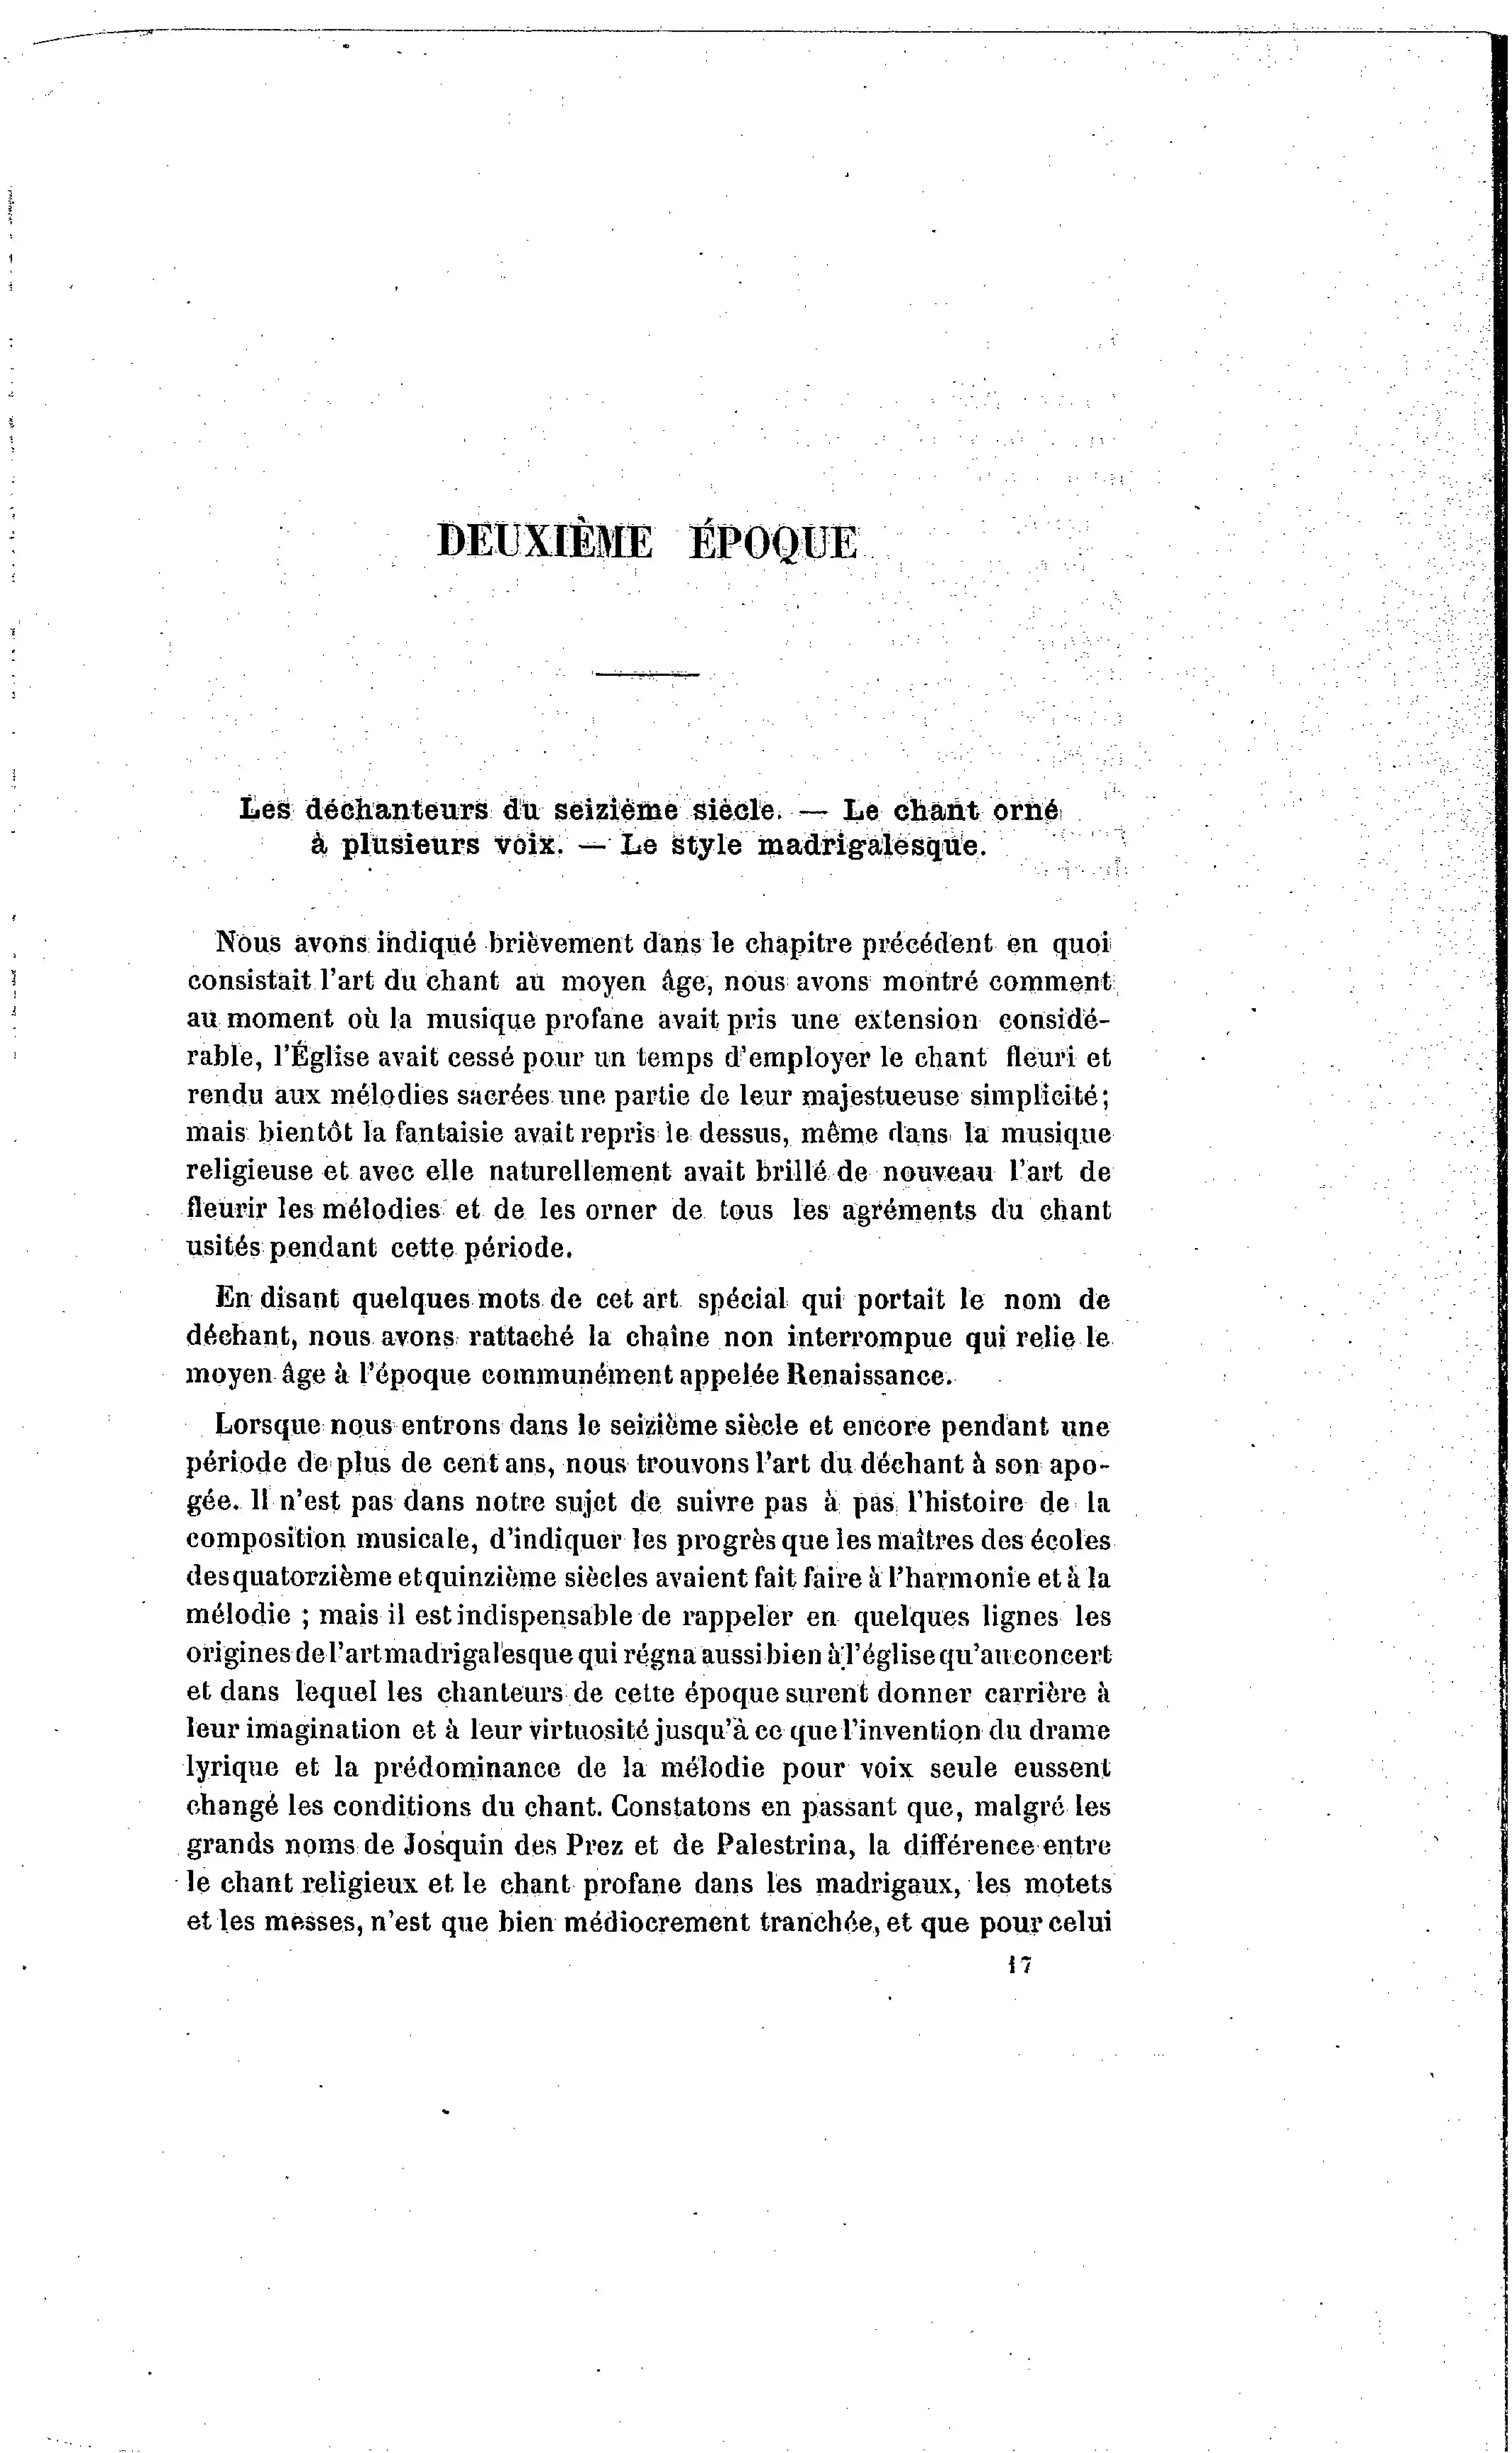 DEUXIÈME ÉPOQUE
Les déchanteurs du seizième siècle. — Le chant orné
à plusieurs voix. — Le style madrigalesque.
Nous avons indiqué brièvement dans le chapitre précédent en quoi
consistait l'art du chant au moyen âge, nous avons montré comment
au moment où la musique profane avait pris une extension considé-
rable, l'Église avait cessé pour un temps d'employer le chant fleuri et
rendu aux mélodies sacrées une partie de leur majestueuse simplicité;
mais bientôt la fantaisie avait repris le dessus, même dans la musique
religieuse et avec elle naturellement avait brillé de nouveau l'art de
fleurir les mélodies et de les orner de tous les agréments du chant
usités pendant cette période.
En disant quelques mots de cet art spécial qui portait le nom de
déchant, nous avons rattaché la chaîne non interrompue qui relie le
moyen âge à l'époque communément appelée Renaissance.
Lorsque nous entrons dans le seizième siècle et encore pendant une
période de plus de cent ans, nous trouvons l'art du déchant à son apo-
gée. Il n'est pas dans notre sujet de suivre pas à pas l'histoire de la
composition musicale, d'indiquer les progrès que les maîtres des écoles
des quatorzième et quinzième siècles avaient fait faire à l'harmonie et à la
mélodie ; mais il est indispensable de rappeler en quelques lignes les
origines de l'art madrigalesque qui régna aussi bien à l'église qu'au concert
et dans lequel les chanteurs de cette époque surent donner carrière à
leur imagination et à leur virtuosité jusqu'à ce que l'invention du drame
lyrique et la prédominance de la mélodie pour voix seule eussent
changé les conditions du chant. Constatons en passant que, malgré les
grands noms de Josquin des Prez et de Palestrina, la différence entre
le chant religieux et le chant profane dans les madrigaux, les motets
et les messes, n'est que bien médiocrement tranchée, et que pour celui
17